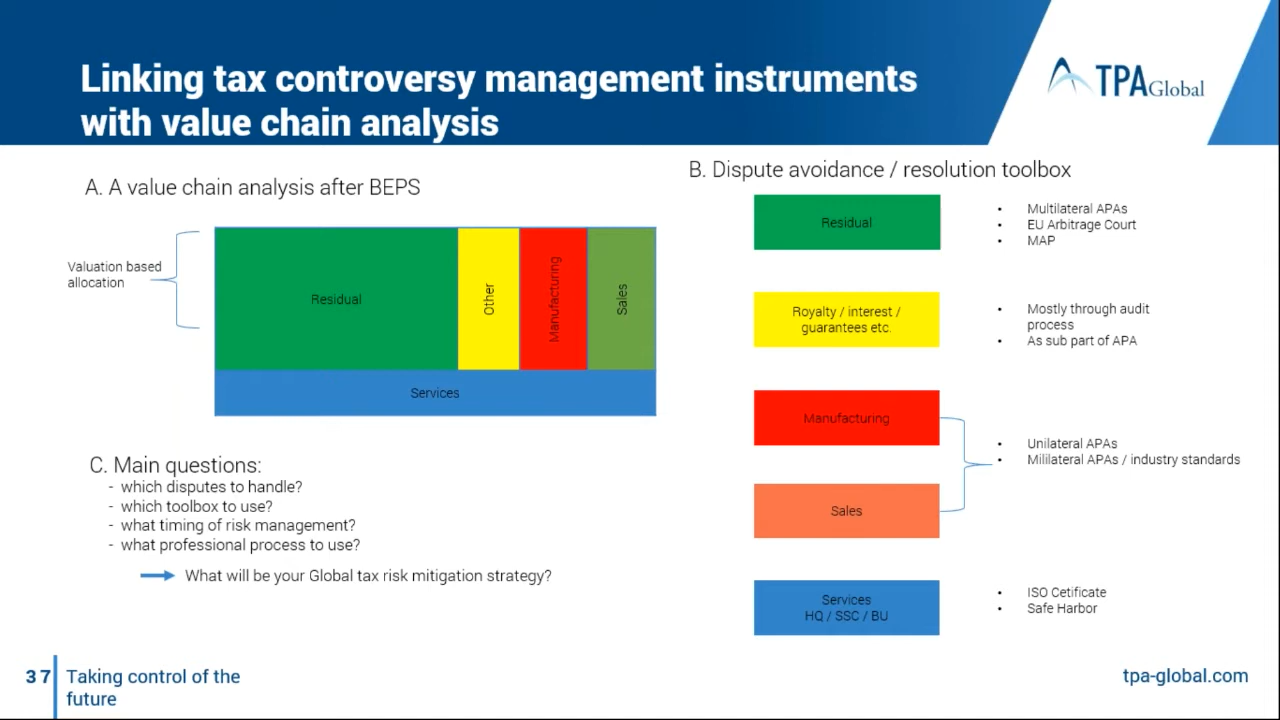 Linking tax controversy management instruments
with value chain analysis
TPAGlobal
A. A value chain analysis after BEPS
Valuation based
allocation
Residual
Other
Manufacturing
Sales
Services
C. Main questions:
- which disputes to handle?
- which toolbox to use?
- what timing of risk management?
- what professional process to use?
What will be your Global tax risk mitigation strategy?
B. Dispute avoidance / resolution toolbox
Residual
• Multilateral APAs
• EU Arbitrage Court
• MAP
Royalty / interest /
guarantees etc.
• Mostly through audit
process
• As sub part of APA
Manufacturing
Sales
• Unilateral APAs
• Mililateral APAs / industry standards
Services
HQ / SSC / BU
• ISO Cetificate
• Safe Harbor
37
Taking control of the
future
tpa-global.com